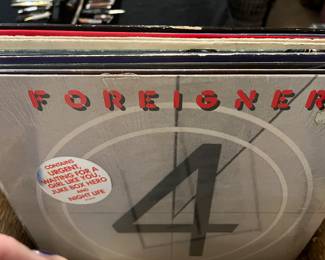 FOREIGNER
CONTAINS
URGENT,
WAITING FOR A
GIRL LIKE YOU,
JUKE BOX HERO
AND
NIGHT LIFE
4